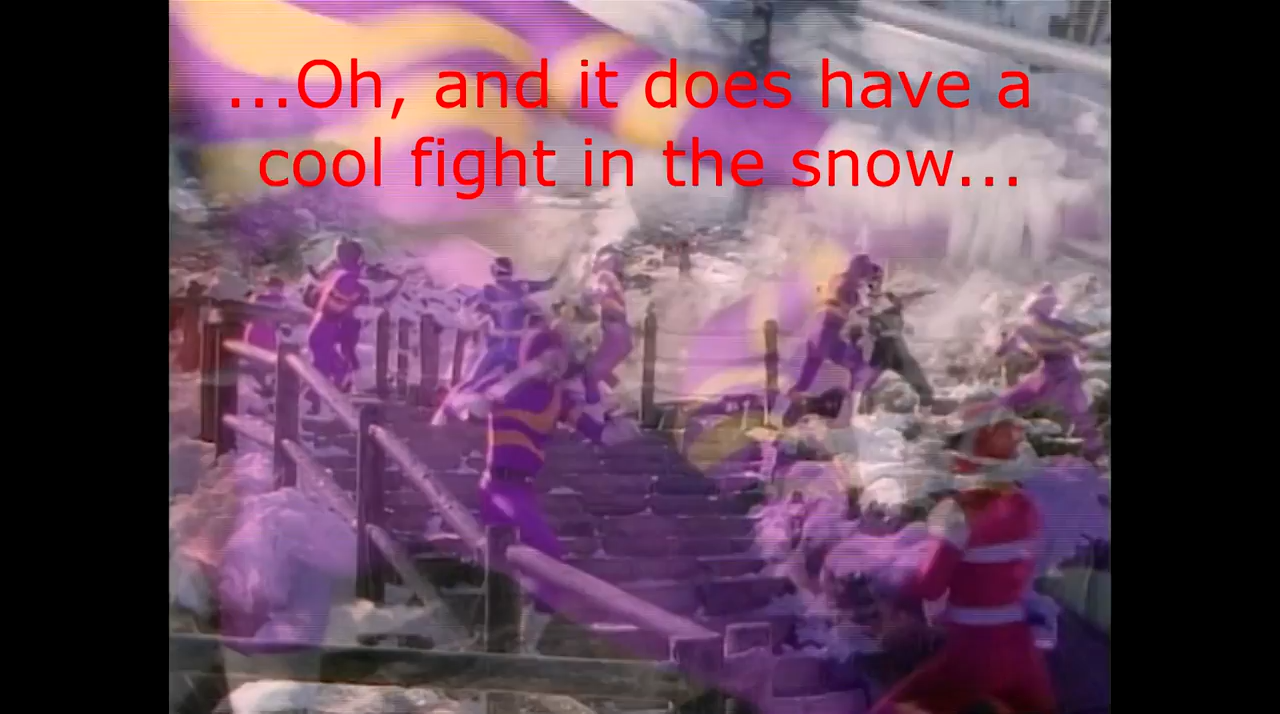 ...Oh, and it does have a
cool fight in the snow...